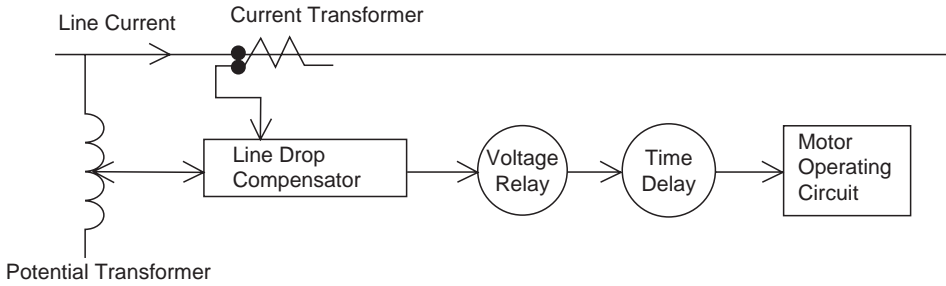 Current Transformer
Line Current
Line Drop
Compensator
Voltage
Relay
Time
Delay
Motor
Operating
Circuit
Potential Transformer